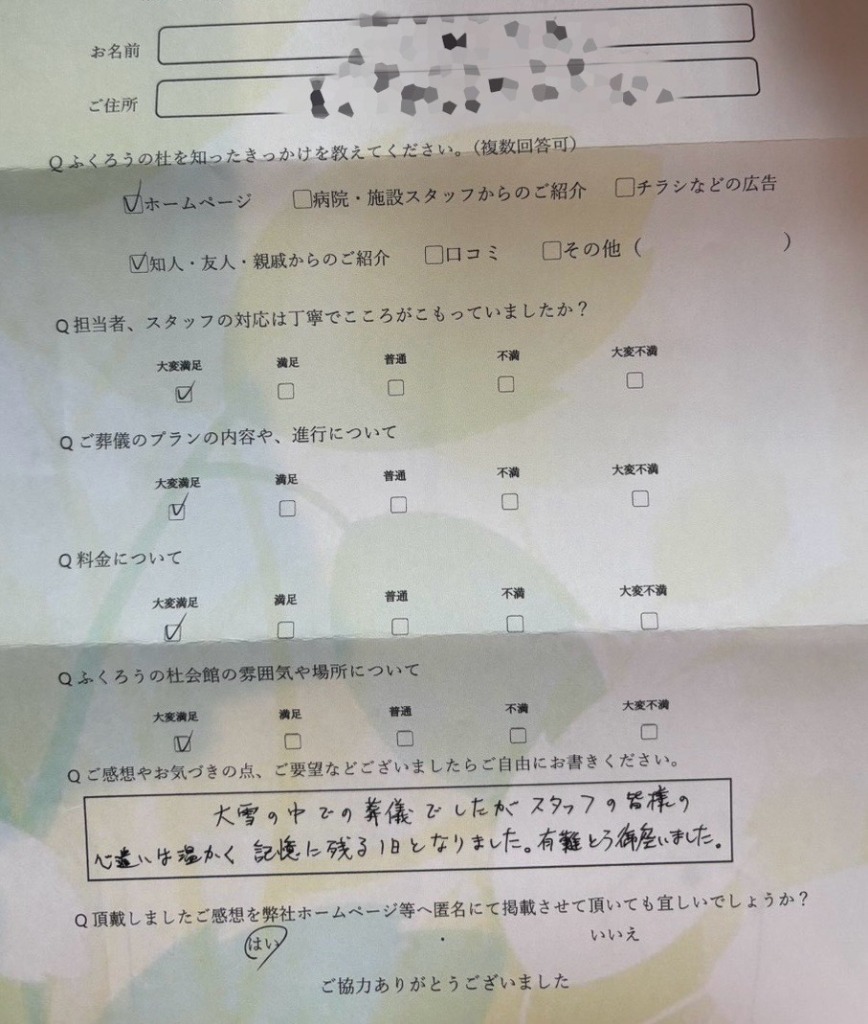 お名前
ご住所
Qふくろうの杜を知ったきっかけを教えてください。(複数回答可)
☑ホームページ □病院・施設スタッフからのご紹介 □チラシなどの広告
☑知人・友人・親戚からのご紹介 □口コミ □その他( )
Q担当者、スタッフの対応は丁寧でこころがこもっていましたか?
大変満足 満足 普通 不満 大変不満
☑ □ □ □ □
Qご葬儀のプランの内容や、進行について
大変満足 満足 普通 不満 大変不満
☑ □ □ □ □
Q料金について
大変満足 満足 普通 不満 大変不満
☑ □ □ □ □
Qふくろうの杜会館の雰囲気や場所について
大変満足 満足 普通 不満 大変不満
☑ □ □ □ □
Qご感想やお気づきの点、ご要望などございましたらご自由にお書きください。
大雪の中での葬儀でしたがスタッフの皆様の
心遣いは温かく記憶に残る1日となりました。有難とう御座いました。
Q頂戴しましたご感想を弊社ホームページ等へ匿名にて掲載させて頂いても宜しいでしょうか?
はい ・ いいえ
ご協力ありがとうございました